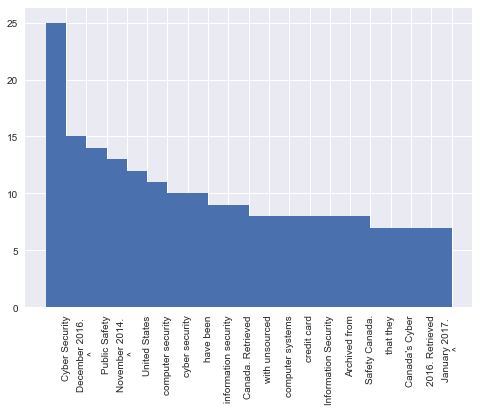 25
20
15
10
5
0
Cyber Security
December 2016.
^
Public Safety
November 2014.
^
United States
computer security
cyber security
have been
information security
Canada. Retrieved
with unsourced
computer systems
credit card
Information Security
Archived from
Safety Canada.
that they
Canada's Cyber
2016. Retrieved
January 2017.
^